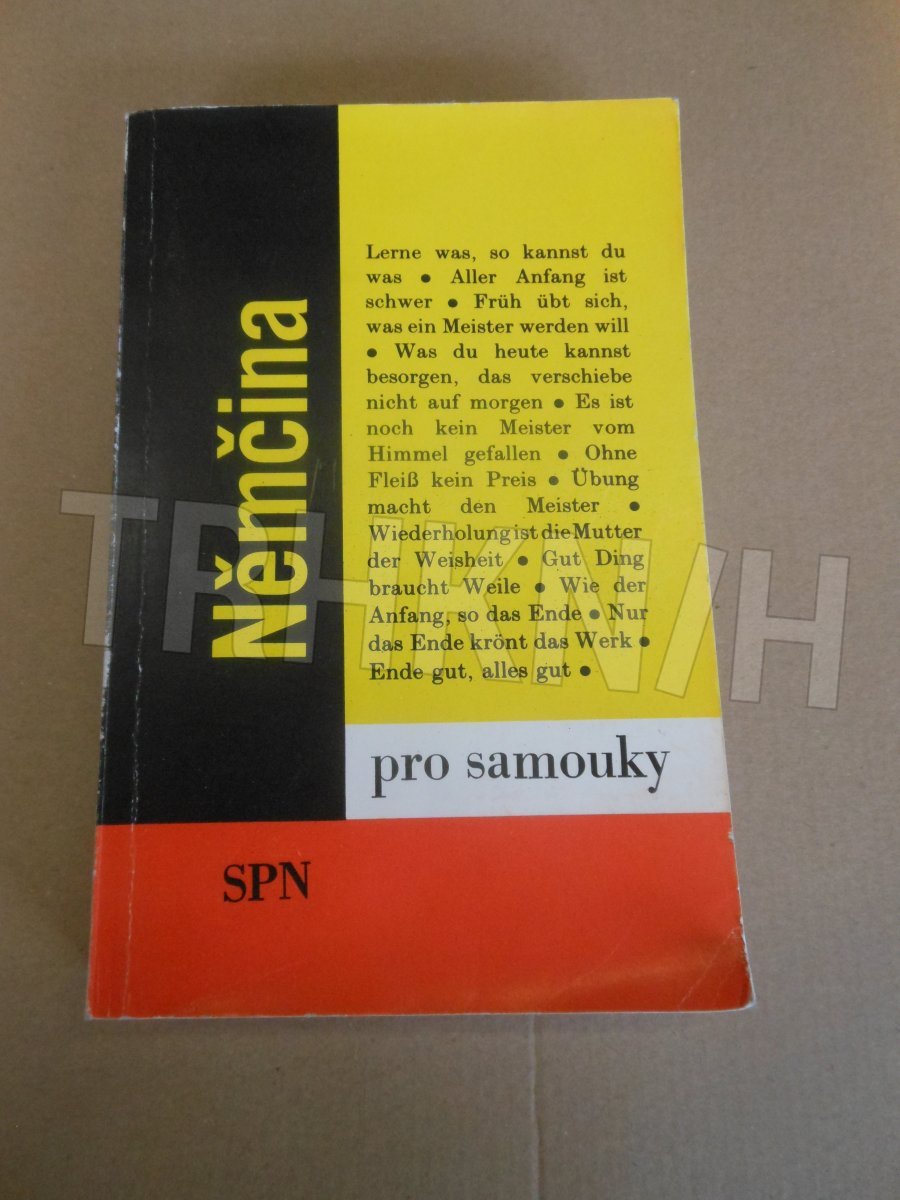 Němčina
Lerne was, so kannst du
was • Aller Anfang ist
schwer • Früh übt sich,
was ein Meister werden will
• Was du heute kannst
besorgen, das verschiebe
nicht auf morgen • Es ist
noch kein Meister vom
Himmel gefallen • Ohne
Fleiß kein Preis • Übung
macht den Meister •
Wiederholung ist die Mutter
der Weisheit • Gut Ding
braucht Weile • Wie der
Anfang, so das Ende • Nur
das Ende krönt das Werk •
Ende gut, alles gut •
pro samouky
SPN
TRHKNIH